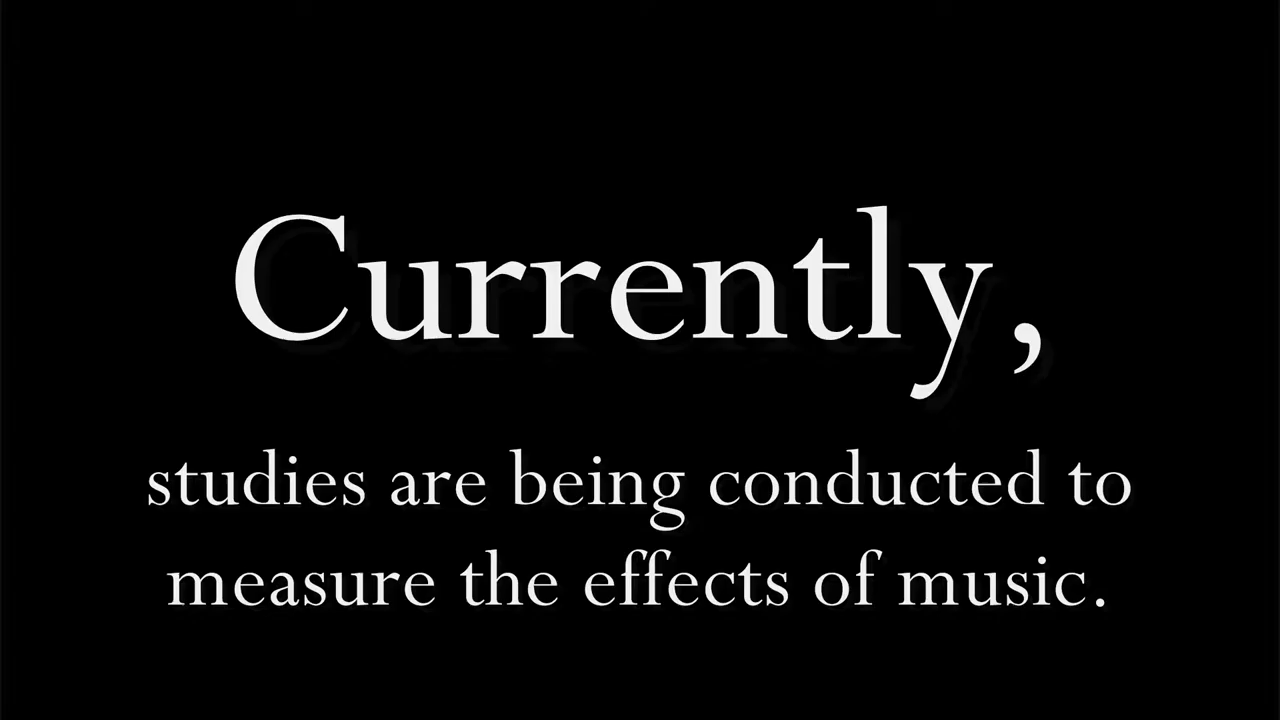 Currently,
studies are being conducted to
measure the effects of music.